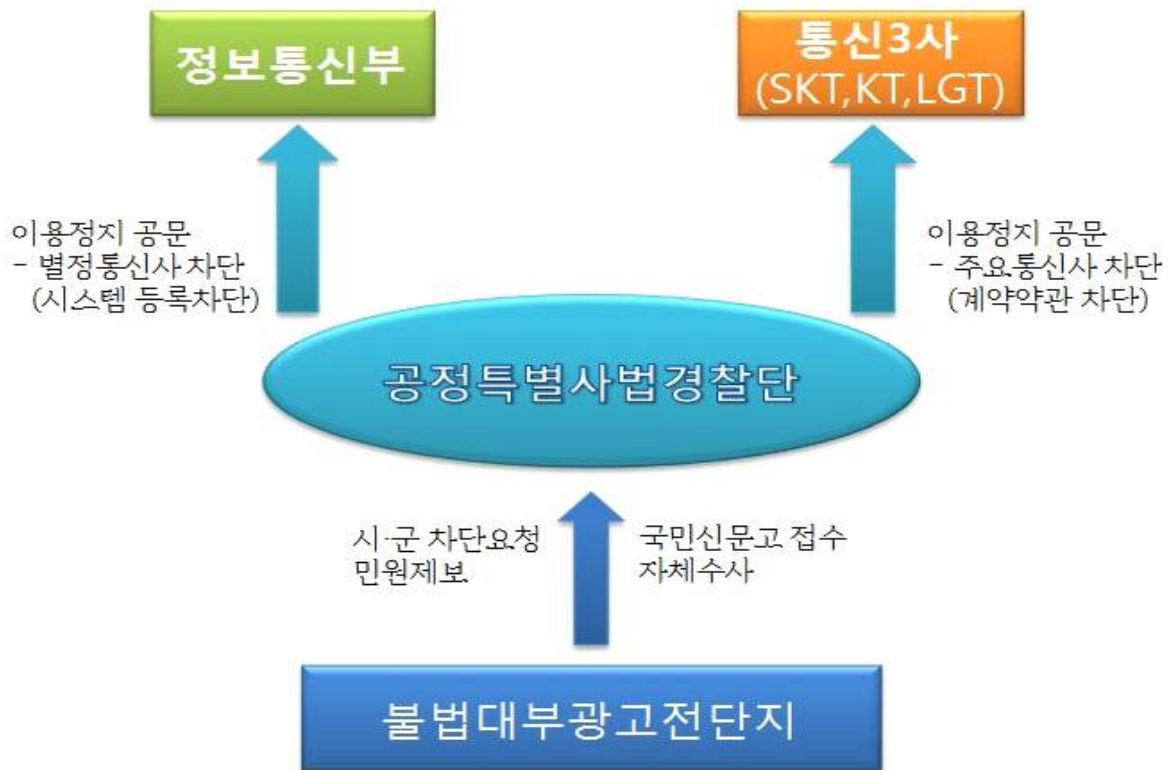 정보통신부
통신3사
(SKT,KT,LGT)
이용정지 공문
- 별정통신사 차단
(시스템 등록차단)
이용정지 공문
- 주요통신사 차단
(계약약관 차단)
공정특별사법경찰단
시·군 차단요청
민원제보
국민신문고 접수
자체수사
불법대부광고전단지